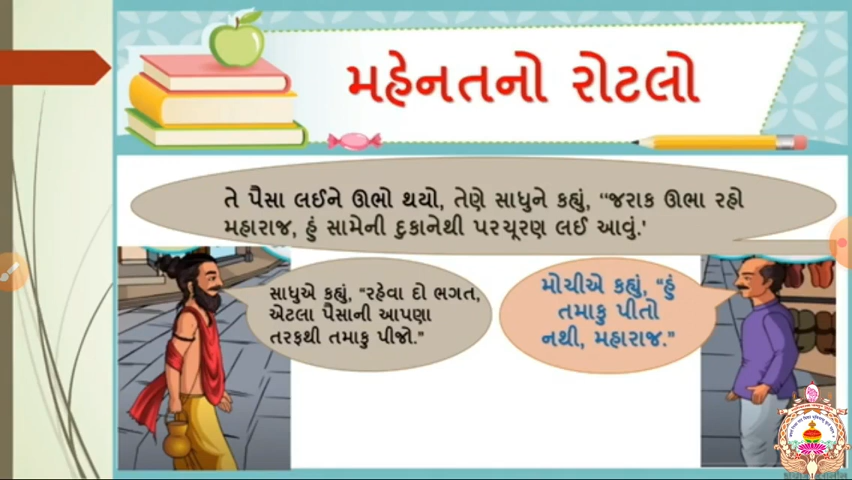 મહેનતનો રોટલો
તે પૈસા લઈને ઊભો થયો, તેણે સાધુને કહ્યું, “જરાક ઊભા રહો
મહારાજ, હું સામેની દુકાનેથી પરચૂરણ લઈ આવું.'
સાધુએ કહ્યું, “રહેવા દો ભગત,
એટલા પૈસાની આપણા
તરફથી તમાકુ પીજો.”
મોચીએ કહ્યું, “હું
તમાકુ પીતો
નથી, મહારાજ.”